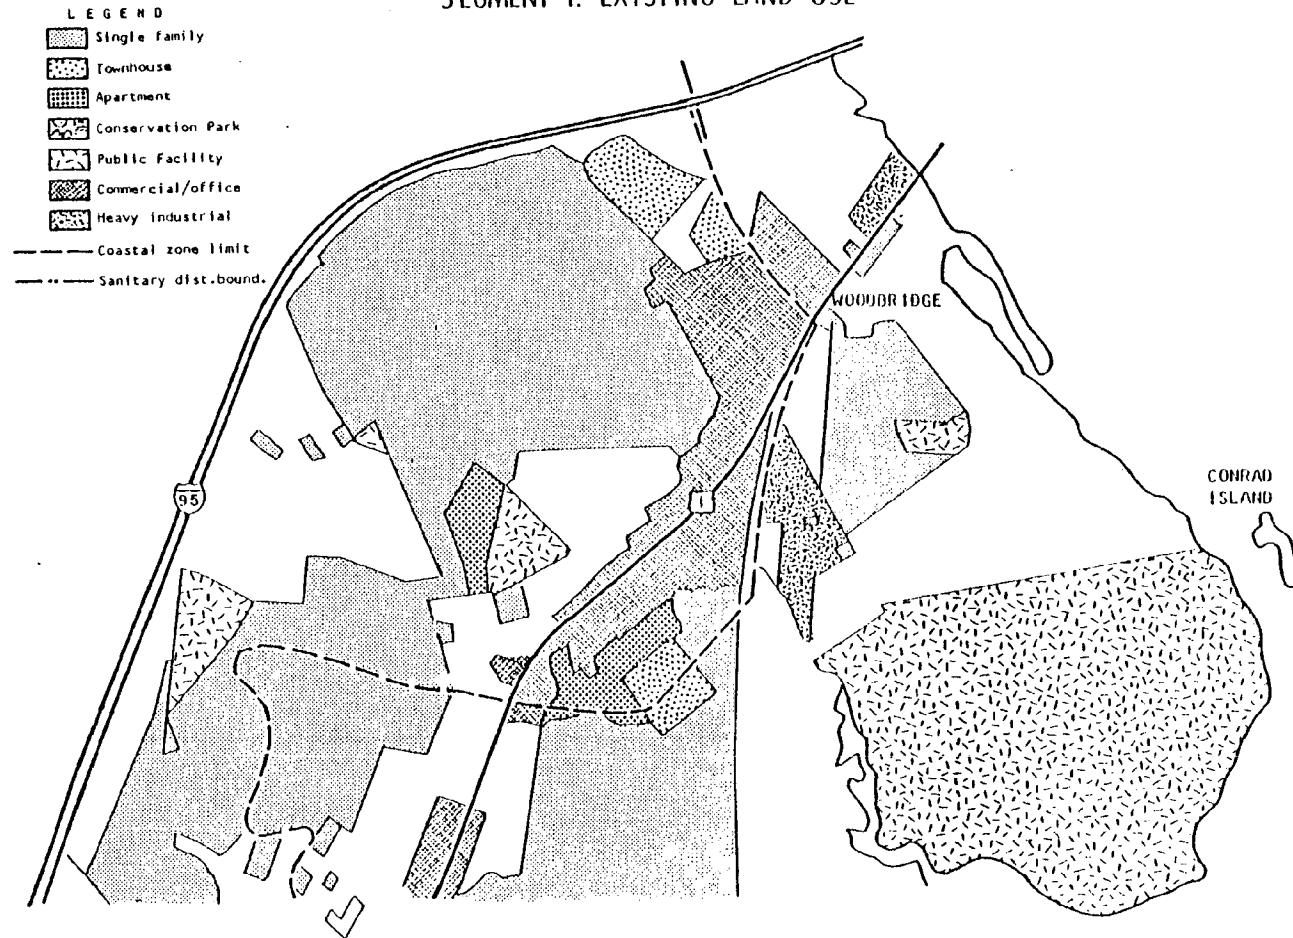 SEGMENT 1. EXISTING LAND USE
LEGEND
Single family
Townhouse
Apartment
Conservation Park
Public Facility
Commercial/office
Heavy industrial
Coastal zone limit
Sanitary dist.bound.
WOODBRIDGE
CONRAD
ISLAND
95
1